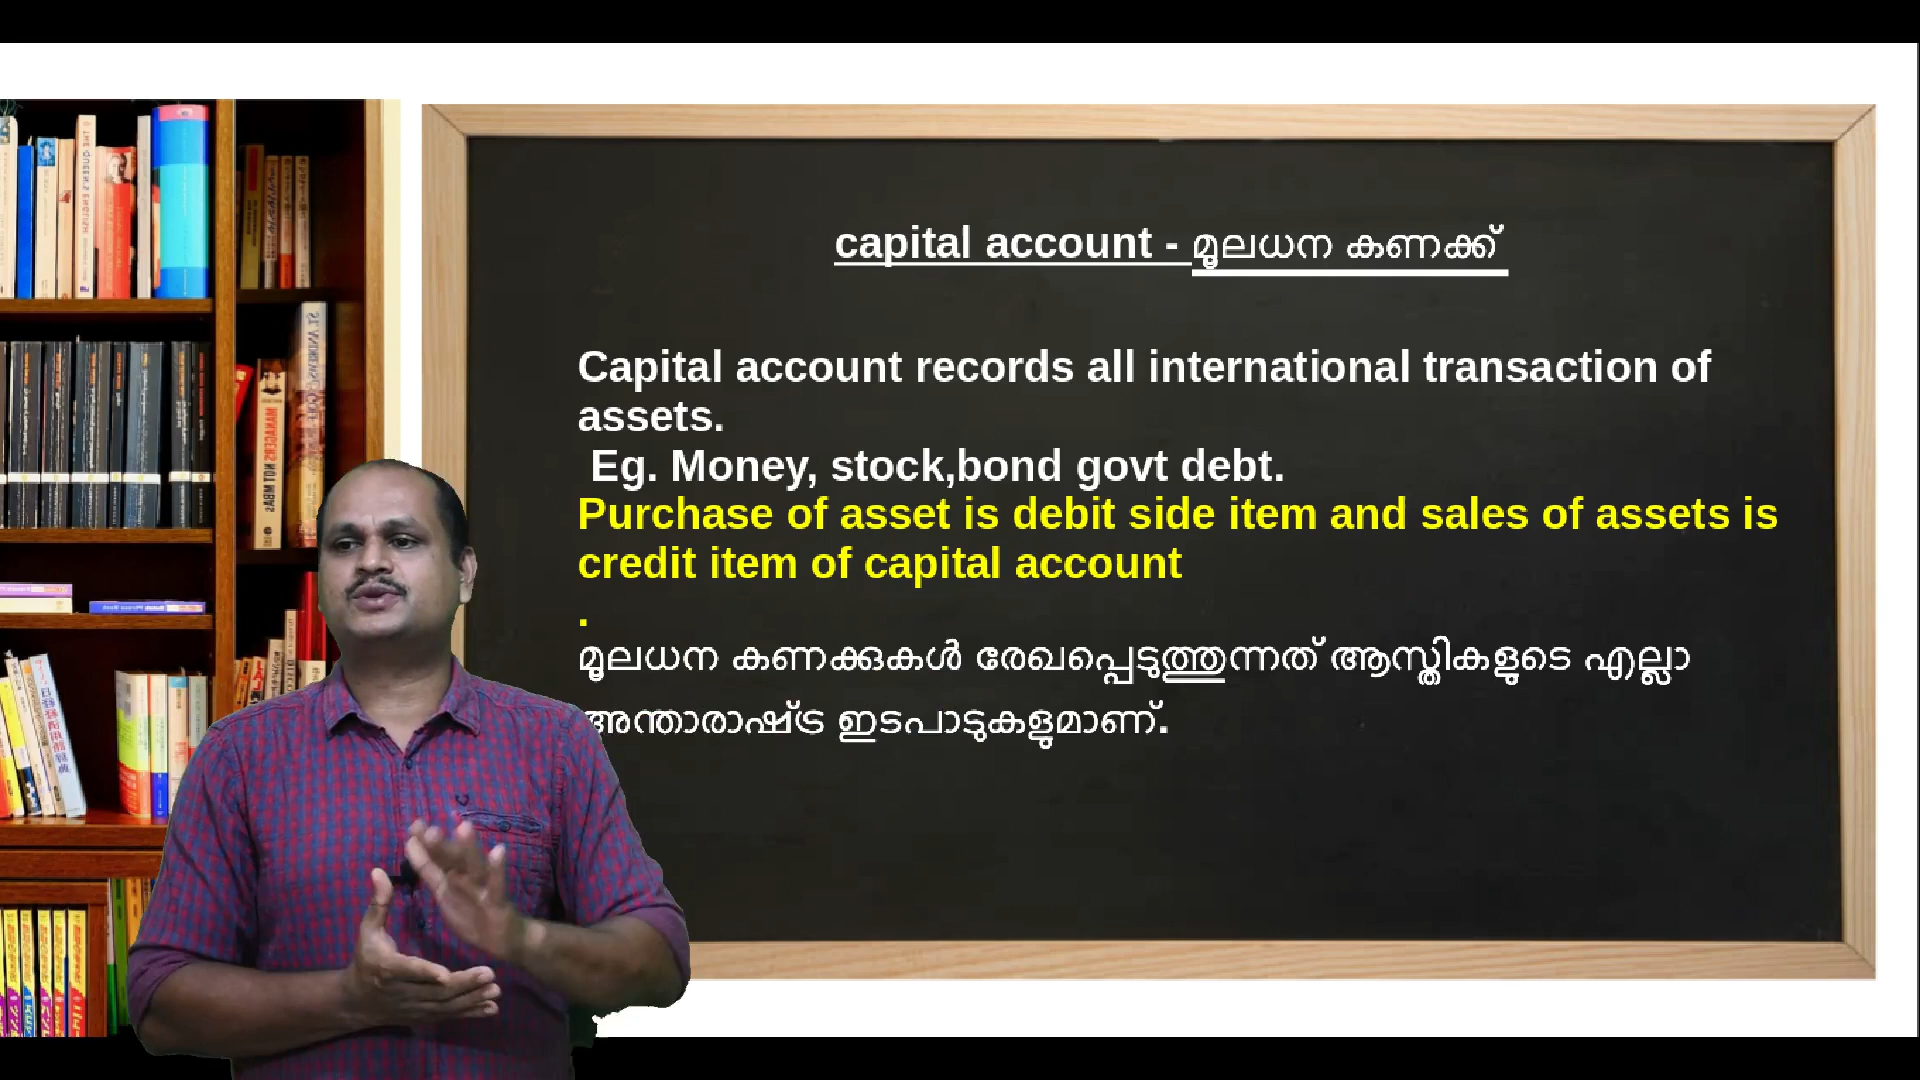 capital account - മൂലധന കണക്ക്
Capital account records all international transaction of
assets.
Eg. Money, stock,bond govt debt.
Purchase of asset is debit side item and sales of assets is
credit item of capital account
.
മൂലധന കണക്കുകൾ രേഖപ്പെടുത്തുന്നത് ആസ്തികളുടെ എല്ലാ
അന്താരാഷ്ട്ര ഇടപാടുകളുമാണ്.